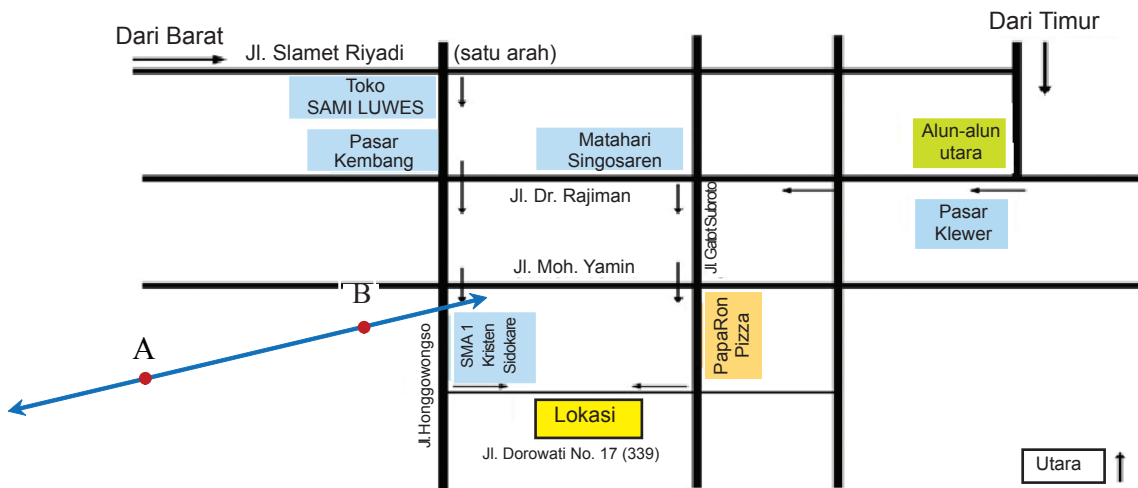 Dari Barat
Jl. Slamet Riyadi
(satu arah)
Dari Timur
Toko
SAMI LUWES
Pasar
Kembang
Matahari
Singosaren
Alun-alun
utara
Jl. Dr. Rajiman
Jl. Gatot Subroto
Pasar
Klewer
Jl. Moh. Yamin
B
A
SMA 1
Kristen
Sidokare
PapaRon
Pizza
Jl. Honggowongso
Lokasi
Jl. Dorowati No. 17 (339)
Utara